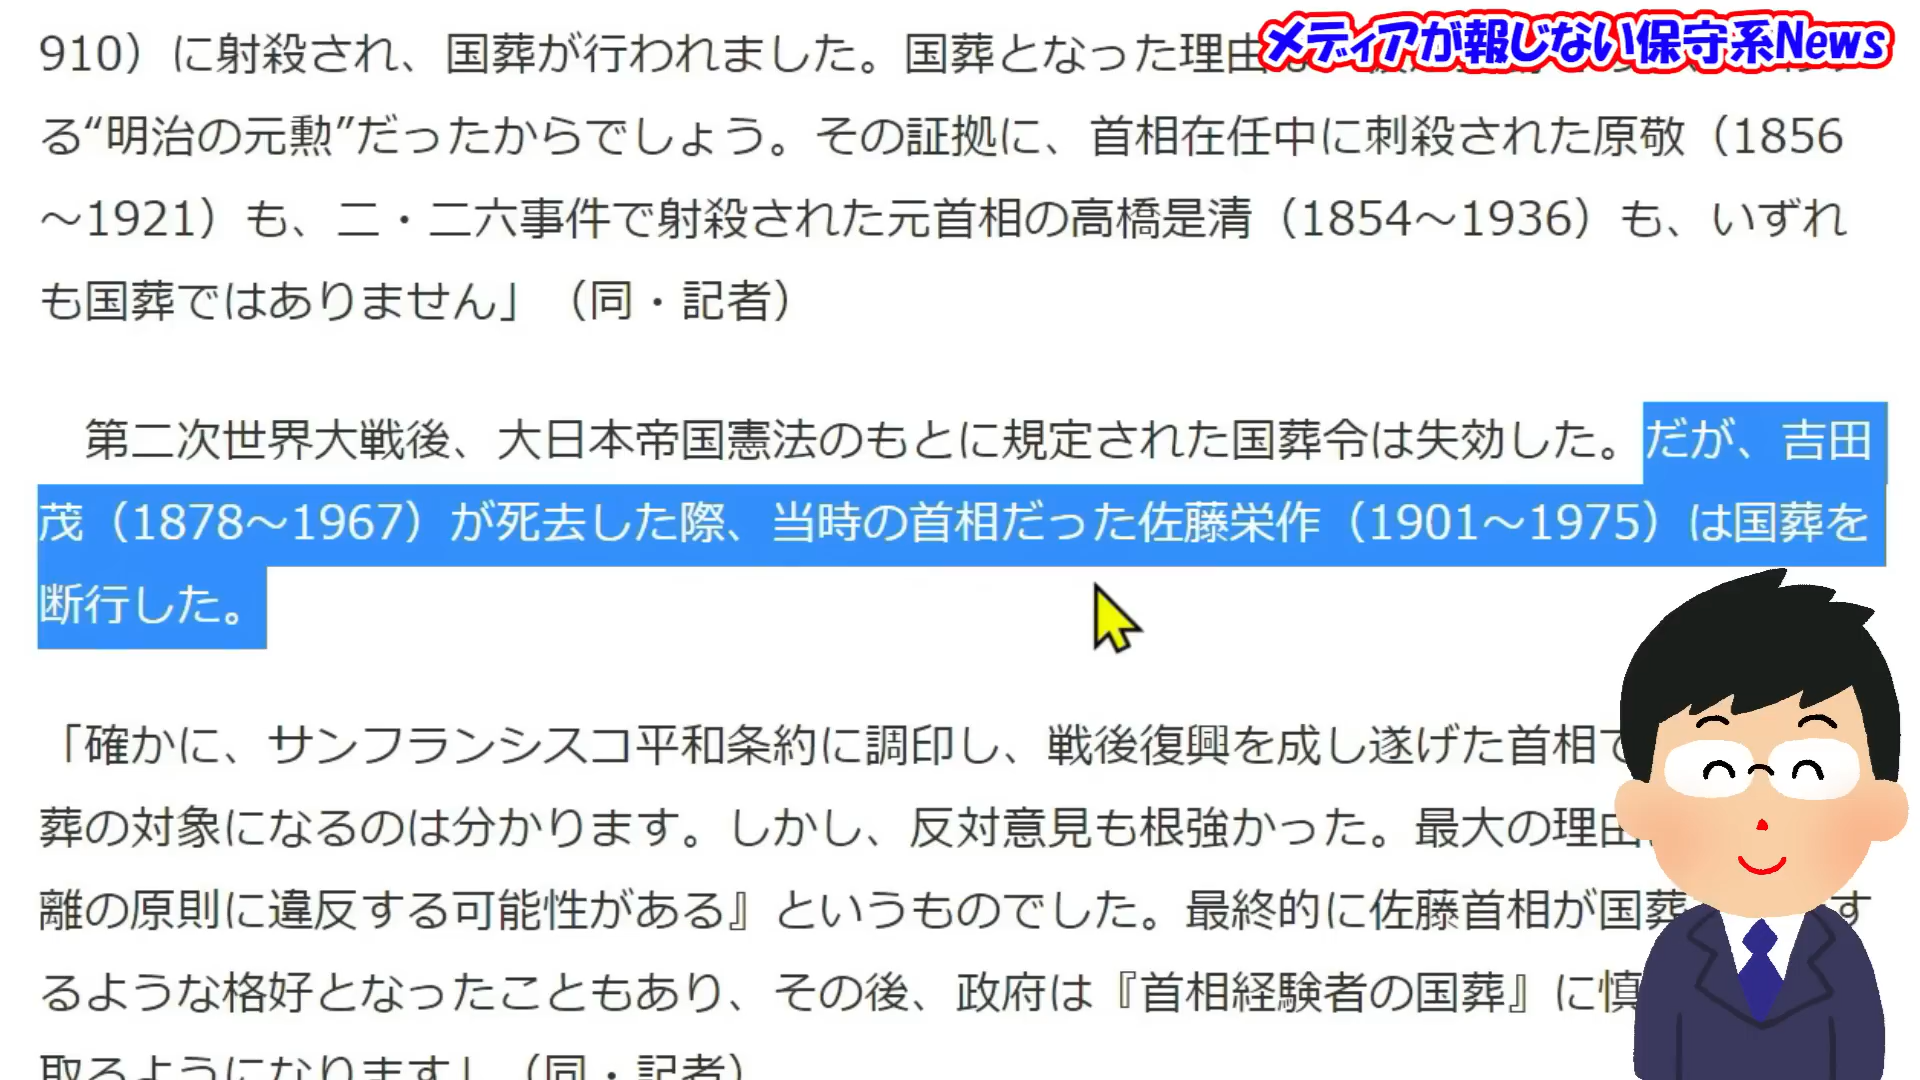 メディアが報じない保守系News
910）に射殺され、国葬が行われました。国葬となった理由
る“明治の元勲”だったからでしょう。その証拠に、首相在任中に刺殺された原敬（1856
～1921）も、二・二六事件で射殺された元首相の高橋是清（1854～1936）も、いずれ
も国葬ではありません」（同・記者）
第二次世界大戦後、大日本帝国憲法のもとに規定された国葬令は失効した。だが、吉田
茂（1878～1967）が死去した際、当時の首相だった佐藤栄作（1901～1975）は国葬を
断行した。
「確かに、サンフランシスコ平和条約に調印し、戦後復興を成し遂げた首相で
葬の対象になるのは分かります。しかし、反対意見も根強かった。最大の理由
離の原則に違反する可能性がある』というものでした。最終的に佐藤首相が国葬 す
るような格好となったこともあり、その後、政府は『首相経験者の国葬』に慎
取るようになります」（同・記者）